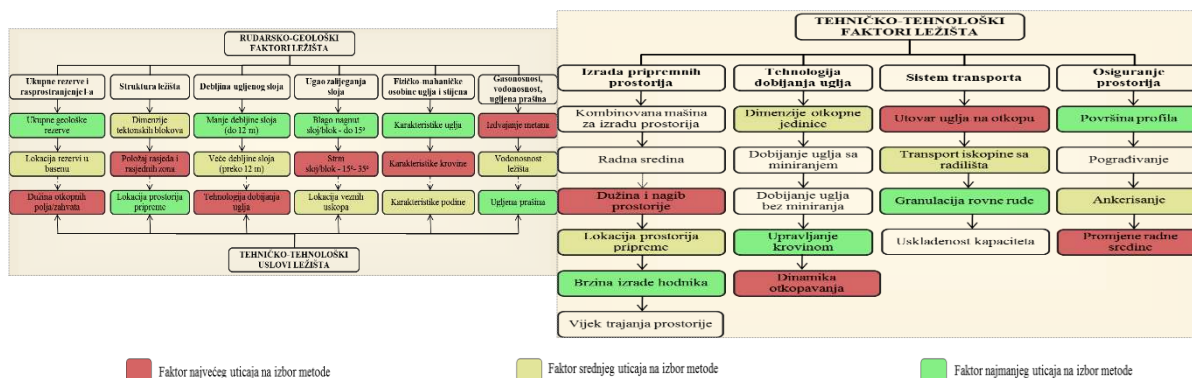 RUDARSKO-GEOLOŠKI
FAKTORI LEŽIŠTA
Ukupne rezerve i
rasprostranjenje l-a
Struktura ležišta
Debljina ugljenog sloja
Ugao zalijeganja
sloja
Fizičko mahaničke
osobine uglja i stijena
Gasonosnost,
vodonosnost,
ugljena prašina
Ukupne geološke
rezerve
Dimenzije
tektonskih blokova
Manje debljine sloja
(do 12 m)
Blago nagnut
sloj/blok - do 15º
Karakteristike uglja
Izdvajanje metana
Lokacija rezervi u
basenu
Položaj rasjeda i
rasjednih zona
Veće debljine sloja
(preko 12 m)
Strm
sloj/blok - 15º- 35º
Karakteristike krovine
Vodonosnost
ležišta
Dužina otkopnih
polja/zahvata
Lokacija prostorija
pripreme
Tehnologija dobijanja
uglja
Lokacija veznih
uskopa
Karakteristike podine
Ugljena prašina
TEHNIČKO-TEHNOLOŠKI
USLOVI LEŽIŠTA
TEHNIČKO-TEHNOLOŠKI
FAKTORI LEŽIŠTA
Izrada pripremnih
prostorija
Kombinovana mašina
za izradu prostorija
Radna sredina
Dužina i nagib
prostorije
Lokacija prostorija
pripreme
Brzina izrade hodnika
Vijek trajanja prostorije
Tehnologija
dobijanja uglja
Dimenzije otkopne
jedinice
Dobijanje uglja sa
miniranjem
Dobijanje uglja
bez miniranja
Upravljanje
krovinom
Dinamika
otkopavanja
Sistem transporta
Utovar uglja na otkopu
Transport iskopine sa
radilišta
Granulacija rovne rude
Usklađenost kapaciteta
Osiguranje
prostorija
Površina profila
Pograđivanje
Ankerisanje
Promjene radne
sredine
Faktor najvećeg uticaja na izbor metode
Faktor srednjeg uticaja na izbor metode
Faktor najmanjeg uticaja na izbor metode